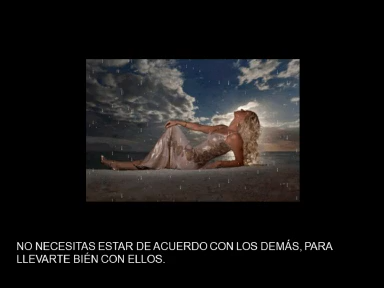 NO NECESITAS ESTAR DE ACUERDO CON LOS DEMÁS, PARA
LLEVARTE BIÉN CON ELLOS.